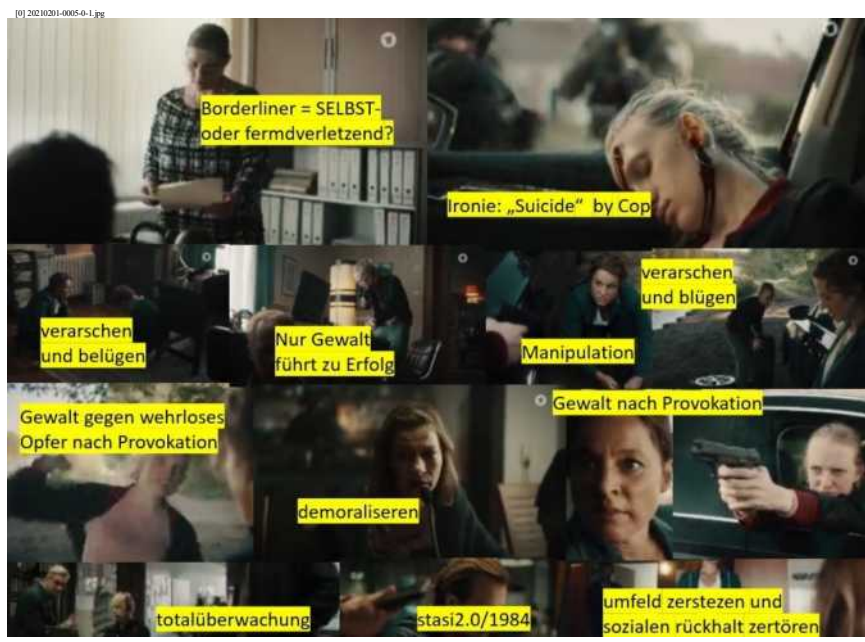 [0] 20210201-0005-0-1.jpg
Borderliner = SELBST-
oder fermdverletzend?
Ironie: „Suicide“ by Cop
verarschen
und belügen
Nur Gewalt
führt zu Erfolg
Manipulation
verarschen
und blügen
Gewalt gegen wehrloses
Opfer nach Provokation
demoraliseren
Gewalt nach Provokation
totalüberwachung
stasi2.0/1984
umfeld zerstezen und
sozialen rückhalt zertören